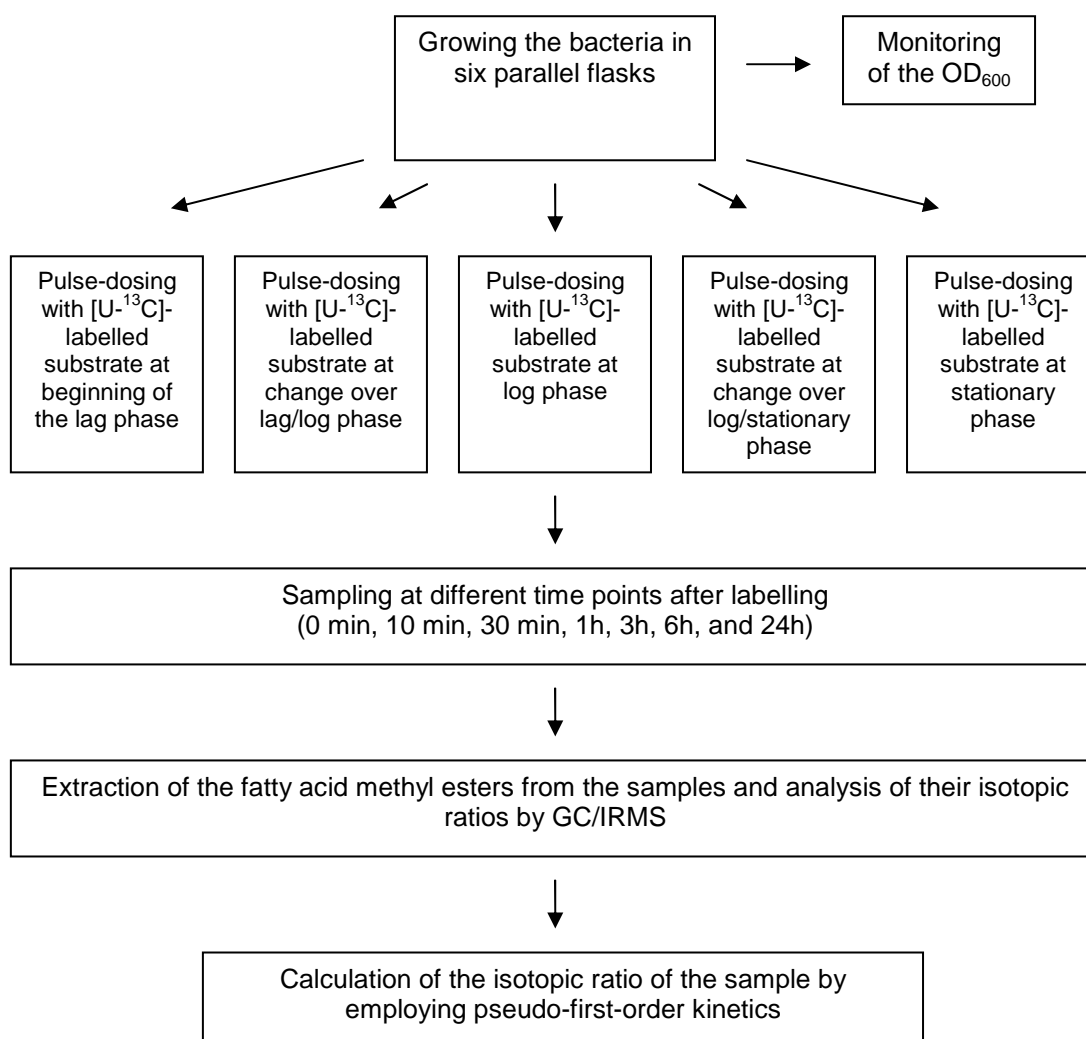 Growing the bacteria in
six parallel flasks
Monitoring
of the OD₆₀₀
Pulse-dosing
with [U-¹³C]-
labelled
substrate at
beginning of
the lag phase
Pulse-dosing
with [U-¹³C]-
labelled
substrate at
change over
lag/log phase
Pulse-dosing
with [U-¹³C]-
labelled
substrate at
log phase
Pulse-dosing
with [U-¹³C]-
labelled
substrate at
change over
log/stationary
phase
Pulse-dosing
with [U-¹³C]-
labelled
substrate at
stationary
phase
Sampling at different time points after labelling
(0 min, 10 min, 30 min, 1h, 3h, 6h, and 24h)
Extraction of the fatty acid methyl esters from the samples and analysis of their isotopic
ratios by GC/IRMS
Calculation of the isotopic ratio of the sample by
employing pseudo-first-order kinetics